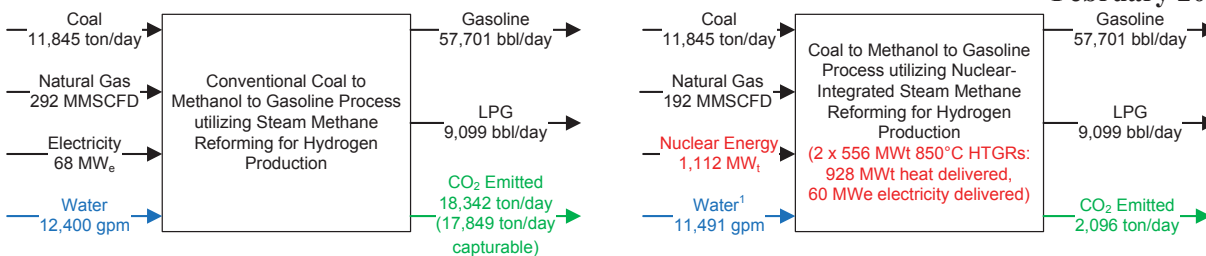 Coal
11,845 ton/day
Natural Gas
292 MMSCFD
Electricity
68 MWe
Water
12,400 gpm
Conventional Coal to
Methanol to Gasoline Process
utilizing Steam Methane
Reforming for Hydrogen
Production
Gasoline
57,701 bbl/day
LPG
9,099 bbl/day
CO2 Emitted
18,342 ton/day
(17,849 ton/day
capturable)
Coal
11,845 ton/day
Natural Gas
192 MMSCFD
Nuclear Energy
1,112 MWt
Water1
11,491 gpm
Coal to Methanol to Gasoline
Process utilizing Nuclear-
Integrated Steam Methane
Reforming for Hydrogen
Production
(2 x 556 MWt 850°C HTGRs:
928 MWt heat delivered,
60 MWe electricity delivered)
Gasoline
57,701 bbl/day
LPG
9,099 bbl/day
CO2 Emitted
2,096 ton/day